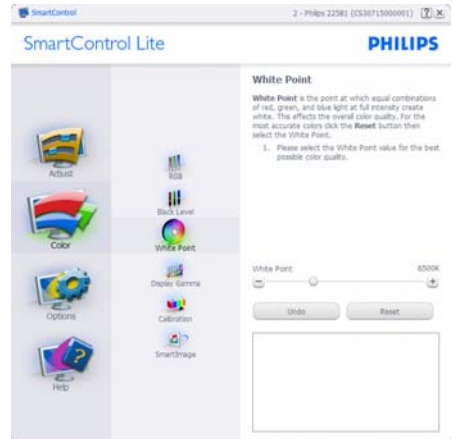 SmartControl
2 - Philips 225B1 (CS30715000001)
SmartControl Lite
PHILIPS
Adjust
Color
Options
Help
RGB
Black Level
White Point
Display Gamma
Calibration
SmartImage
White Point
White Point is the point at which equal combinations
of red, green, and blue light at full intensity create
white. This effects the overall color quality. For the
most accurate colors click the Reset button then
select the White Point.
1. Please select the White Point value for the best
possible color quality.
White Point
6500K
Undo
Reset